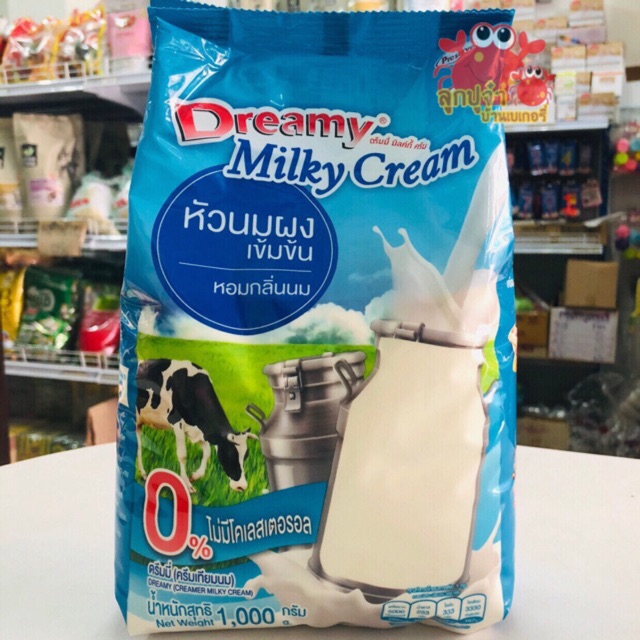 ลูกปูจ๋า
บ้านเบเกอรี่
Dreamy®
ดรีมมี่ มิลค์กี้ ครีม
Milky Cream
หัวนมผง
เข้มข้น
หอมกลิ่นนม
0%
ไม่มีโคเลสเตอรอล
ดรีมมี่ (ครีมเทียมนม)
DREAMY (CREAMER MILKY CREAM)
น้ำหนักสุทธิ 1,000 กรัม
Net Weight g.